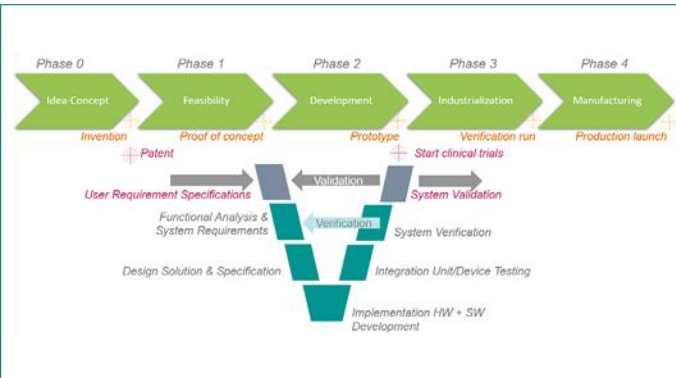 Phase 0
Phase 1
Phase 2
Phase 3
Phase 4
Idea-Concept
Feasibility
Development
Industrialization
Manufacturing
Invention
Proof of concept
Prototype
Verification run
Production launch
Patent
Start clinical trials
Validation
User Requirement Specifications
System Validation
Functional Analysis &
System Requirements
Verification
System Verification
Design Solution & Specification
Integration Unit/Device Testing
Implementation HW + SW
Development